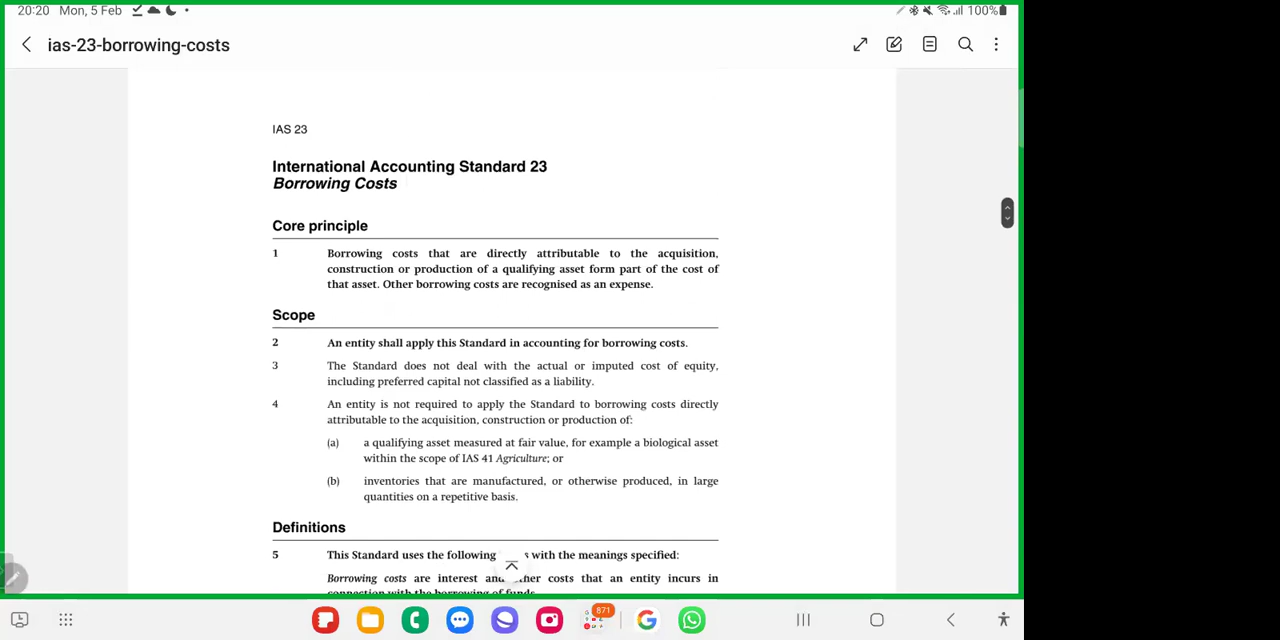 20:20 Mon, 5 Feb
100%
ias-23-borrowing-costs
IAS 23
International Accounting Standard 23
Borrowing Costs
Core principle
1 Borrowing costs that are directly attributable to the acquisition,
construction or production of a qualifying asset form part of the cost of
that asset. Other borrowing costs are recognised as an expense.
Scope
2 An entity shall apply this Standard in accounting for borrowing costs.
3 The Standard does not deal with the actual or imputed cost of equity,
including preferred capital not classified as a liability.
4 An entity is not required to apply the Standard to borrowing costs directly
attributable to the acquisition, construction or production of:
(a) a qualifying asset measured at fair value, for example a biological asset
within the scope of IAS 41 Agriculture; or
(b) inventories that are manufactured, or otherwise produced, in large
quantities on a repetitive basis.
Definitions
5 This Standard uses the following with the meanings specified:
Borrowing costs are interest and other costs that an entity incurs in
connection with the borrowing of funds.
871